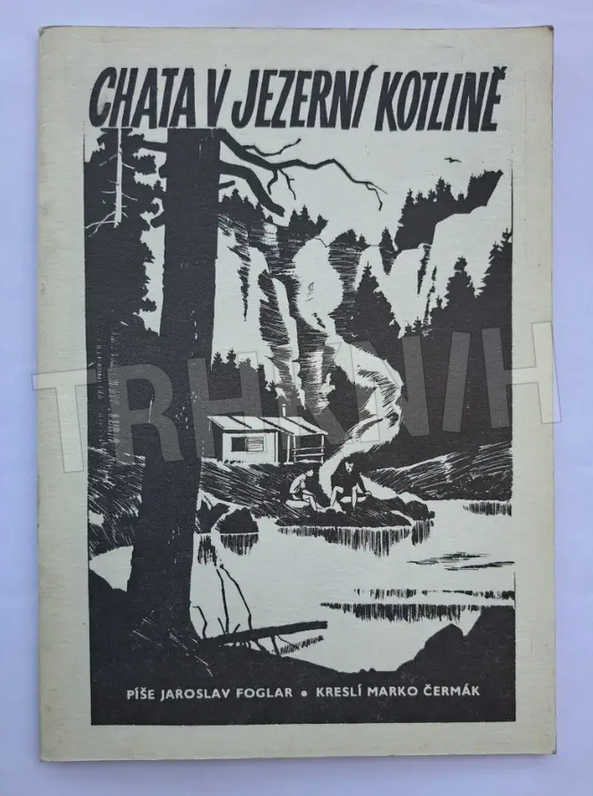 CHATA V JEZERNÍ KOTLINĚ
TRHKNIH
PÍŠE JAROSLAV FOGLAR • KRESLÍ MARKO ČERMÁK